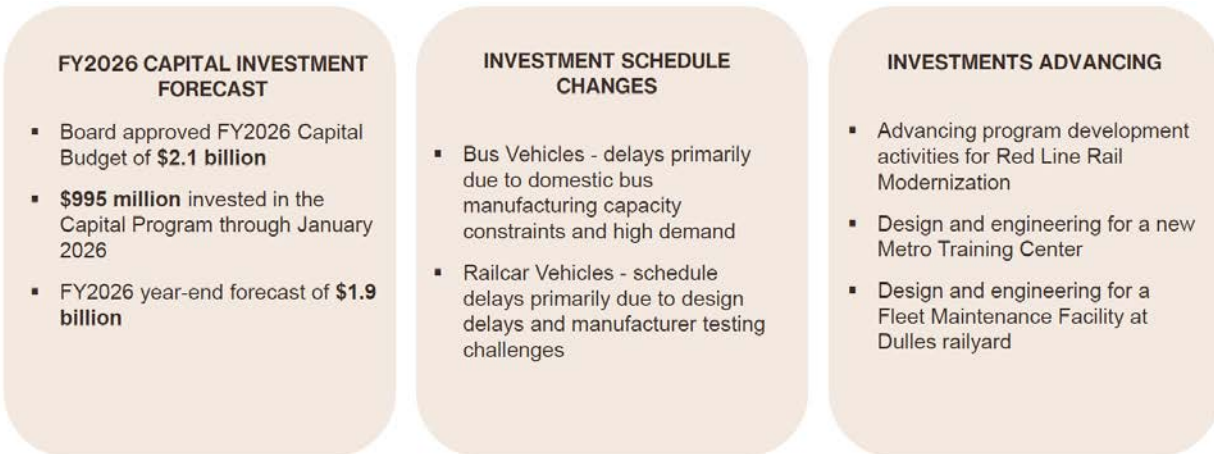 FY2026 CAPITAL INVESTMENT
FORECAST
▪ Board approved FY2026 Capital
Budget of $2.1 billion
▪ $995 million invested in the
Capital Program through January
2026
▪ FY2026 year-end forecast of $1.9
billion
INVESTMENT SCHEDULE
CHANGES
▪ Bus Vehicles - delays primarily
due to domestic bus
manufacturing capacity
constraints and high demand
▪ Railcar Vehicles - schedule
delays primarily due to design
delays and manufacturer testing
challenges
INVESTMENTS ADVANCING
▪ Advancing program development
activities for Red Line Rail
Modernization
▪ Design and engineering for a new
Metro Training Center
▪ Design and engineering for a
Fleet Maintenance Facility at
Dulles railyard